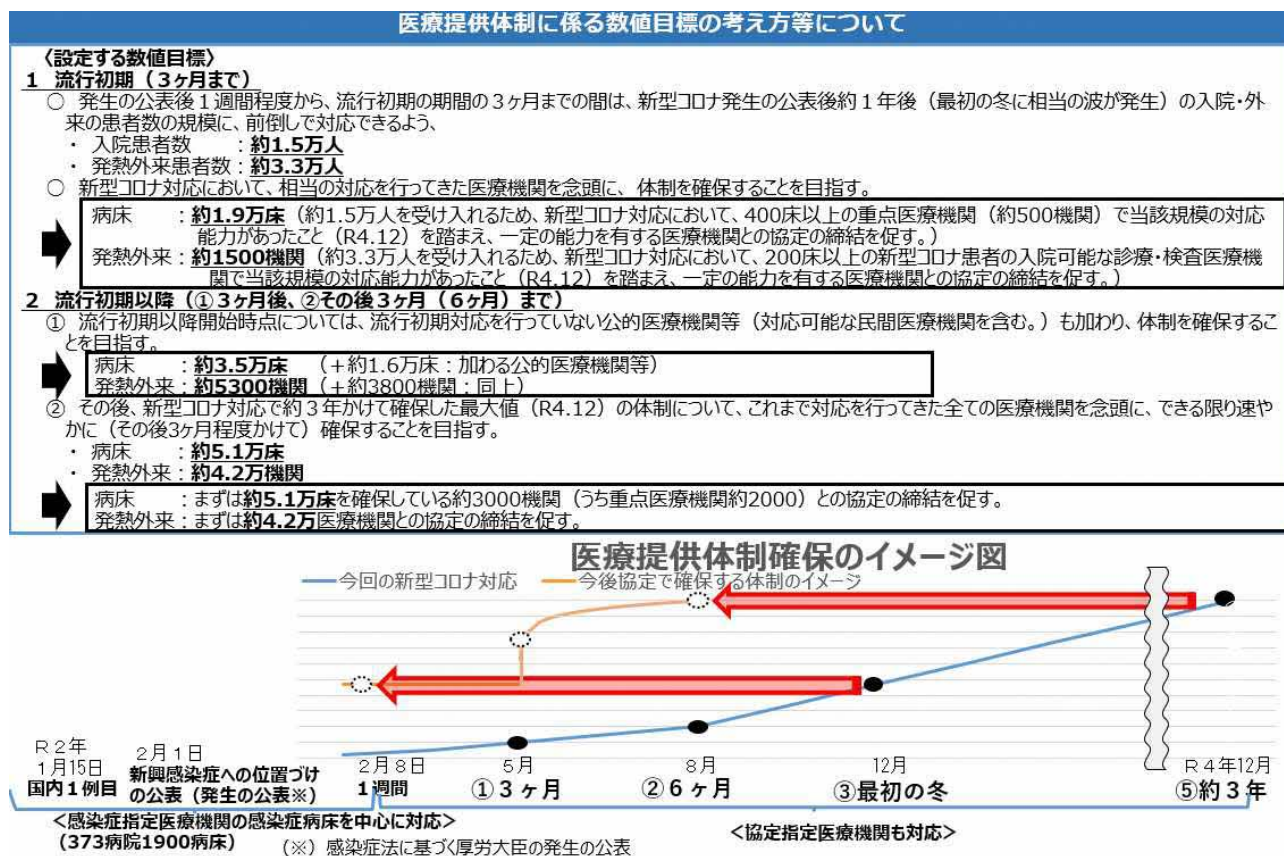 医療提供体制に係る数値目標の考え方等について
〈設定する数値目標〉
1 流行初期（３ヶ月まで）
○ 発生の公表後１週間程度から、流行初期の期間の３ヶ月までの間は、新型コロナ発生の公表後約１年後（最初の冬に相当の波が発生）の入院・外
来の患者数の規模に、前倒しで対応できるよう、
・ 入院患者数　　：約1.5万人
・ 発熱外来患者数：約3.3万人
○ 新型コロナ対応において、相当の対応を行ってきた医療機関を念頭に、体制を確保することを目指す。
病床　　：約1.9万床（約1.5万人を受け入れるため、新型コロナ対応において、400床以上の重点医療機関（約500機関）で当該規模の対応
能力があったこと（R4.12）を踏まえ、一定の能力を有する医療機関との協定の締結を促す。）
発熱外来：約1500機関（約3.3万人を受け入れるため、新型コロナ対応において、200床以上の新型コロナ患者の入院可能な診療・検査医療機
関で当該規模の対応能力があったこと（R4.12）を踏まえ、一定の能力を有する医療機関との協定の締結を促す。）
2 流行初期以降（①３ヶ月後、②その後３ヶ月（６ヶ月）まで）
① 流行初期以降開始時点については、流行初期対応を行っていない公的医療機関等（対応可能な民間医療機関を含む。）も加わり、体制を確保するこ
とを目指す。
病床　　：約3.5万床　（＋約1.6万床：加わる公的医療機関等）
発熱外来：約5300機関（＋約3800機関：同上）
② その後、新型コロナ対応で約３年かけて確保した最大値（R4.12）の体制について、これまで対応を行ってきた全ての医療機関を念頭に、できる限り速や
かに（その後3ヶ月程度かけて）確保することを目指す。
・ 病床　　：約5.1万床
・ 発熱外来：約4.2万機関
病床　　：まずは約5.1万床を確保している約3000機関（うち重点医療機関約2000）との協定の締結を促す。
発熱外来：まずは約4.2万医療機関との協定の締結を促す。
医療提供体制確保のイメージ図
今回の新型コロナ対応　今後協定で確保する体制のイメージ
Ｒ２年
１月15日
国内１例目
２月１日
新興感染症への位置づけ
の公表（発生の公表※）
２月８日
１週間
５月
①３ヶ月
８月
②６ヶ月
12月
③最初の冬
Ｒ４年12月
⑤約３年
＜感染症指定医療機関の感染症病床を中心に対応＞
（373病院1900病床）
（※）感染症法に基づく厚労大臣の発生の公表
＜協定指定医療機関も対応＞